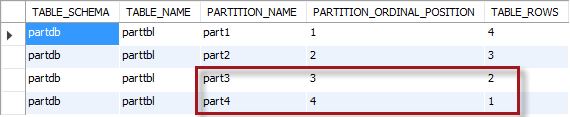 TABLE_SCHEMA TABLE_NAME PARTITION_NAME PARTITION_ORDINAL_POSITION TABLE_ROWS
partdb parttbl part1 1 4
partdb parttbl part2 2 3
partdb parttbl part3 3 2
partdb parttbl part4 4 1